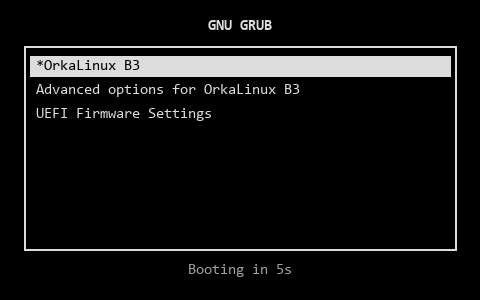 GNU GRUB
*OrkaLinux B3
Advanced options for OrkaLinux B3
UEFI Firmware Settings
Booting in 5s